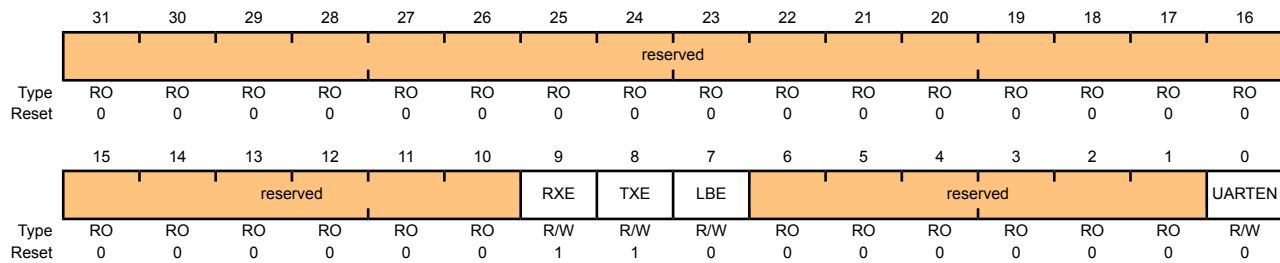 31 30 29 28 27 26 25 24 23 22 21 20 19 18 17 16
reserved
Type RO RO RO RO RO RO RO RO RO RO RO RO RO RO RO RO
Reset 0 0 0 0 0 0 0 0 0 0 0 0 0 0 0 0
15 14 13 12 11 10 9 8 7 6 5 4 3 2 1 0
reserved RXE TXE LBE reserved UARTEN
Type RO RO RO RO RO RO R/W R/W R/W RO RO RO RO RO RO R/W
Reset 0 0 0 0 0 0 1 1 0 0 0 0 0 0 0 0